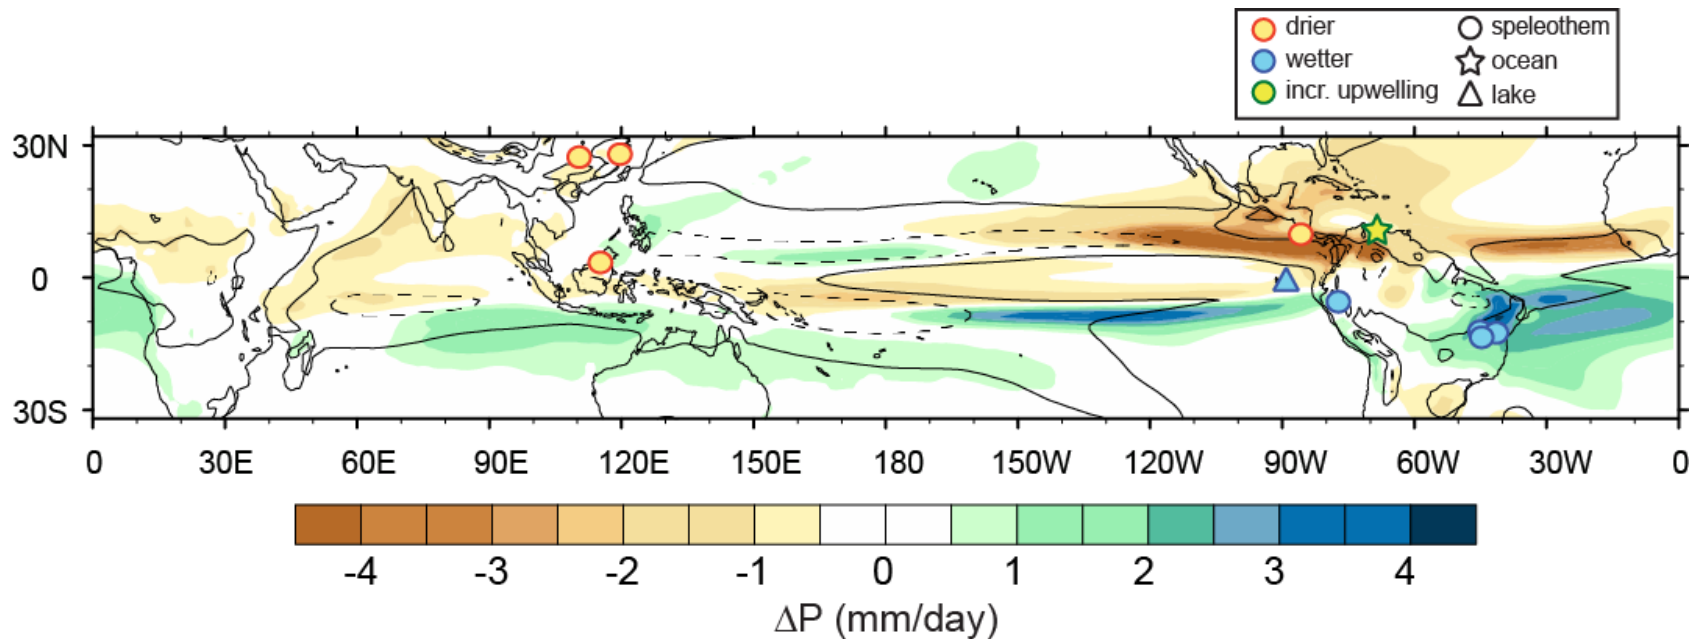 drier
speleothem
wetter
ocean
incr. upwelling
lake
30N
0
30S
0 30E 60E 90E 120E 150E 180 150W 120W 90W 60W 30W 0
-4 -3 -2 -1 0 1 2 3 4
ΔP (mm/day)